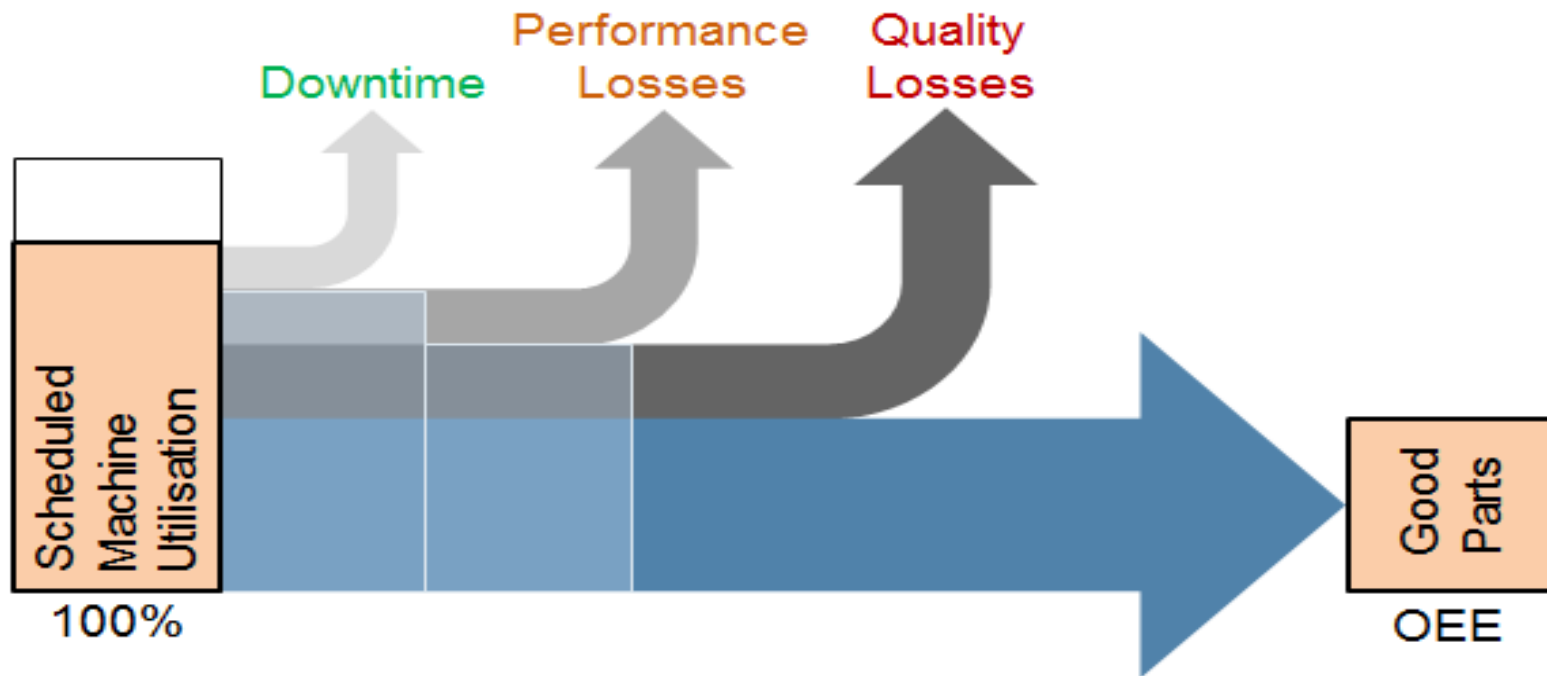 Performance
Quality
Downtime
Losses
Losses
Scheduled
Machine
Utilisation
100%
Good
Parts
OEE